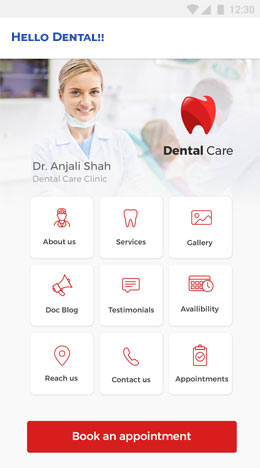 12:30
HELLO DENTAL!!
Dental Care
Dr. Anjali Shah
Dental Care Clinic
About us
Services
Gallery
Doc Blog
Testimonials
Availibility
Reach us
Contact us
Appointments
Book an appointment